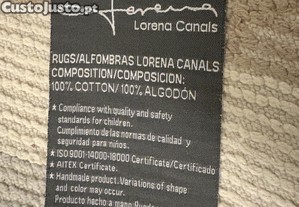 Custojusto.pt
Lorena
Lorena Canals
RUGS/ALFOMBRAS LORENA CANALS
COMPOSITION/COMPOSICION:
100% COTTON/100% ALGODÓN
★ Compliance with quality and safety
standards for children.
Cumplimiento de las normas de calidad y
seguridad para niños.
★ ISO 9001-14000-18000 Certificate/Certificado
★ AITEX Certificate.
★ Handmade product. Variations of shape
and color may occur.
Producto hecho a mano. Puede